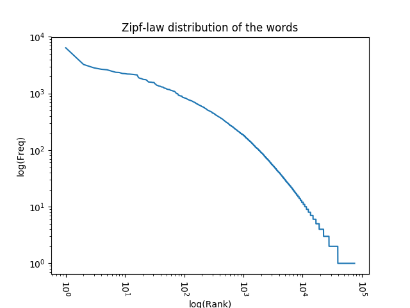 Zipf-law distribution of the words
10⁴
10³
10²
10¹
10⁰
log(Freq)
10⁰ 10¹ 10² 10³ 10⁴ 10⁵
log(Rank)